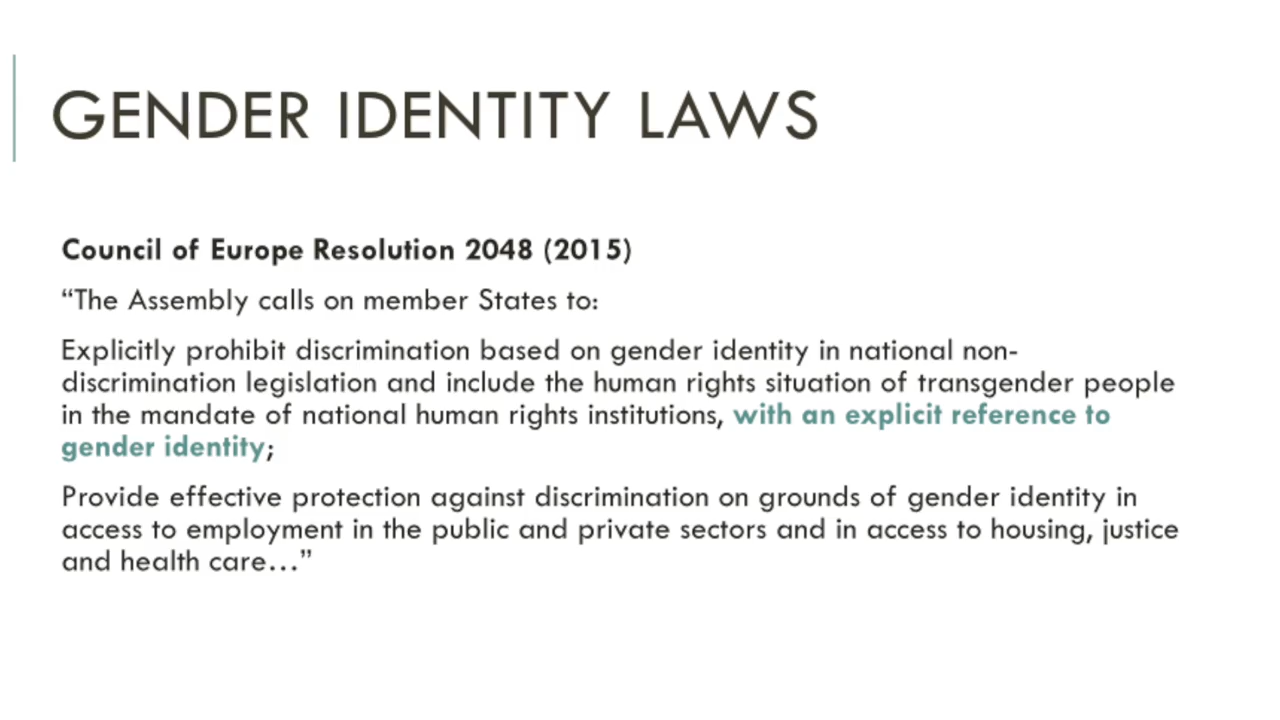 GENDER IDENTITY LAWS
Council of Europe Resolution 2048 (2015)
“The Assembly calls on member States to:
Explicitly prohibit discrimination based on gender identity in national non-
discrimination legislation and include the human rights situation of transgender people
in the mandate of national human rights institutions, with an explicit reference to
gender identity;
Provide effective protection against discrimination on grounds of gender identity in
access to employment in the public and private sectors and in access to housing, justice
and health care…”